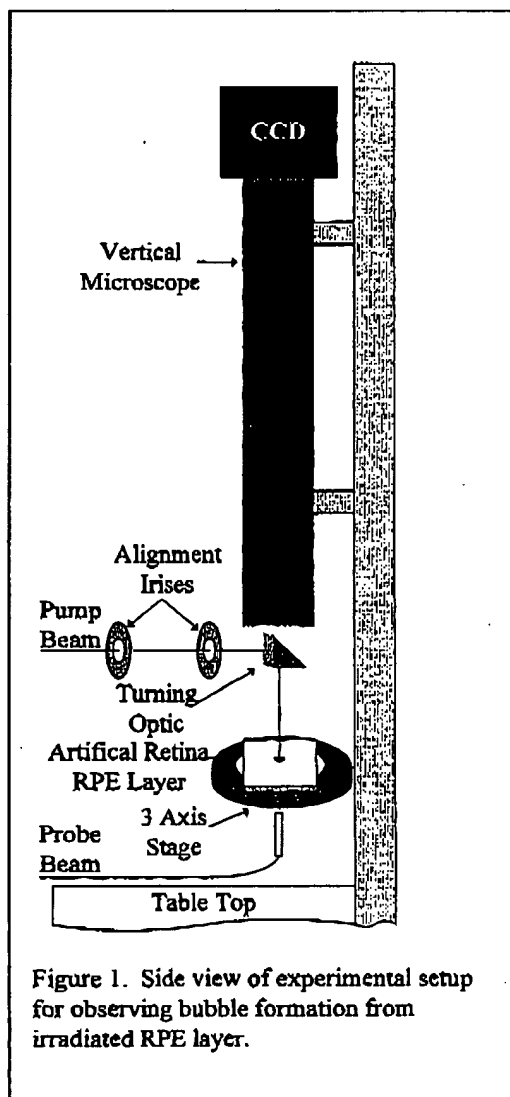 CCD
Vertical
Microscope
Alignment
Irises
Pump
Beam
Turning
Optic
Artifical Retina
RPE Layer
3 Axis
Stage
Probe
Beam
Table Top
Figure 1. Side view of experimental setup
for observing bubble formation from
irradiated RPE layer.